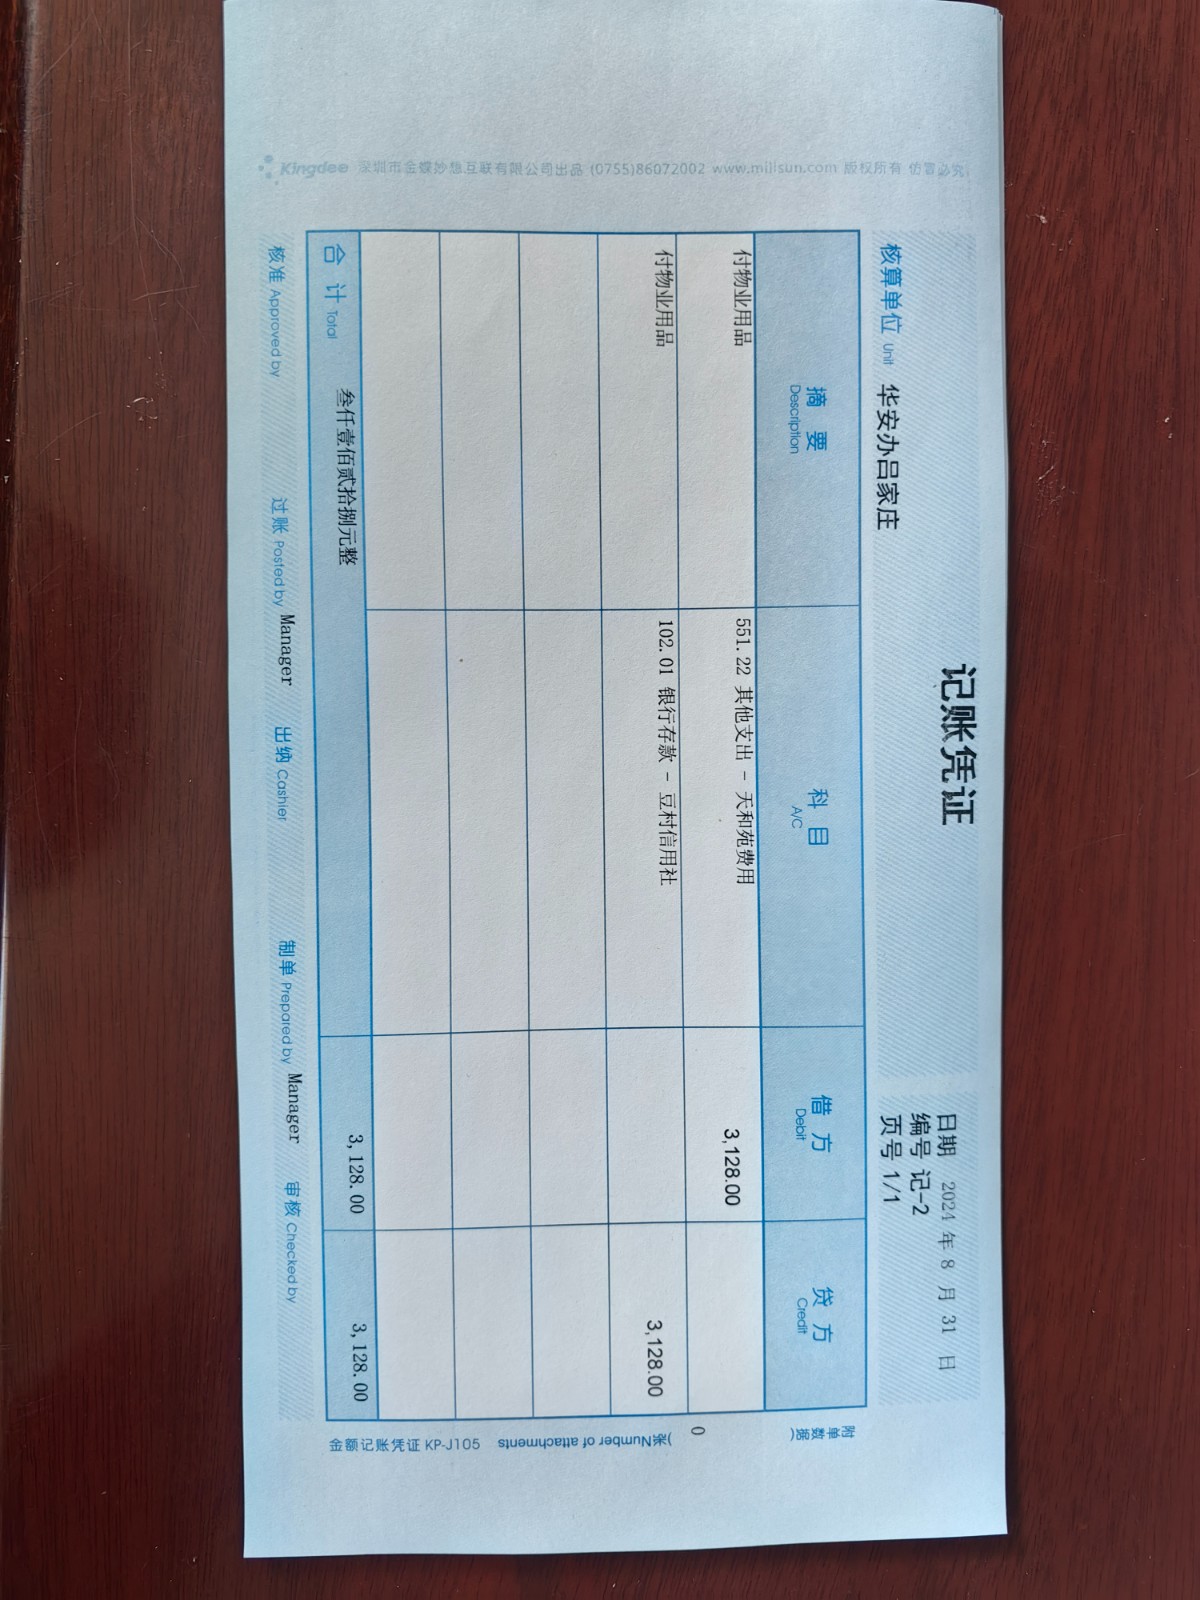 记账凭证
日期 2024 年 8 月 31 日
编号 记-2
页号 1/1
核算单位 Unit 华安办吕家庄
摘 要 Description 科 目 A/C 借 方 Debit 贷 方 Credit
付物业用品 551.22 其他支出 - 天和苑费用 3,128.00
付物业用品 102.01 银行存款 - 豆村信用社 3,128.00
合 计 Total 叁仟壹佰贰拾捌元整 3,128.00 3,128.00
核准 Approved by 过账 Posted by Manager 出纳 Cashier 制单 Prepared by Manager 审核 Checked by
附单数据( 0 张Number of attachments)
金额记账凭证 KP-J105
Kingdee 深圳市金蝶妙想互联有限公司出品 (0755)86072002 www.millsun.com 版权所有 仿冒必究